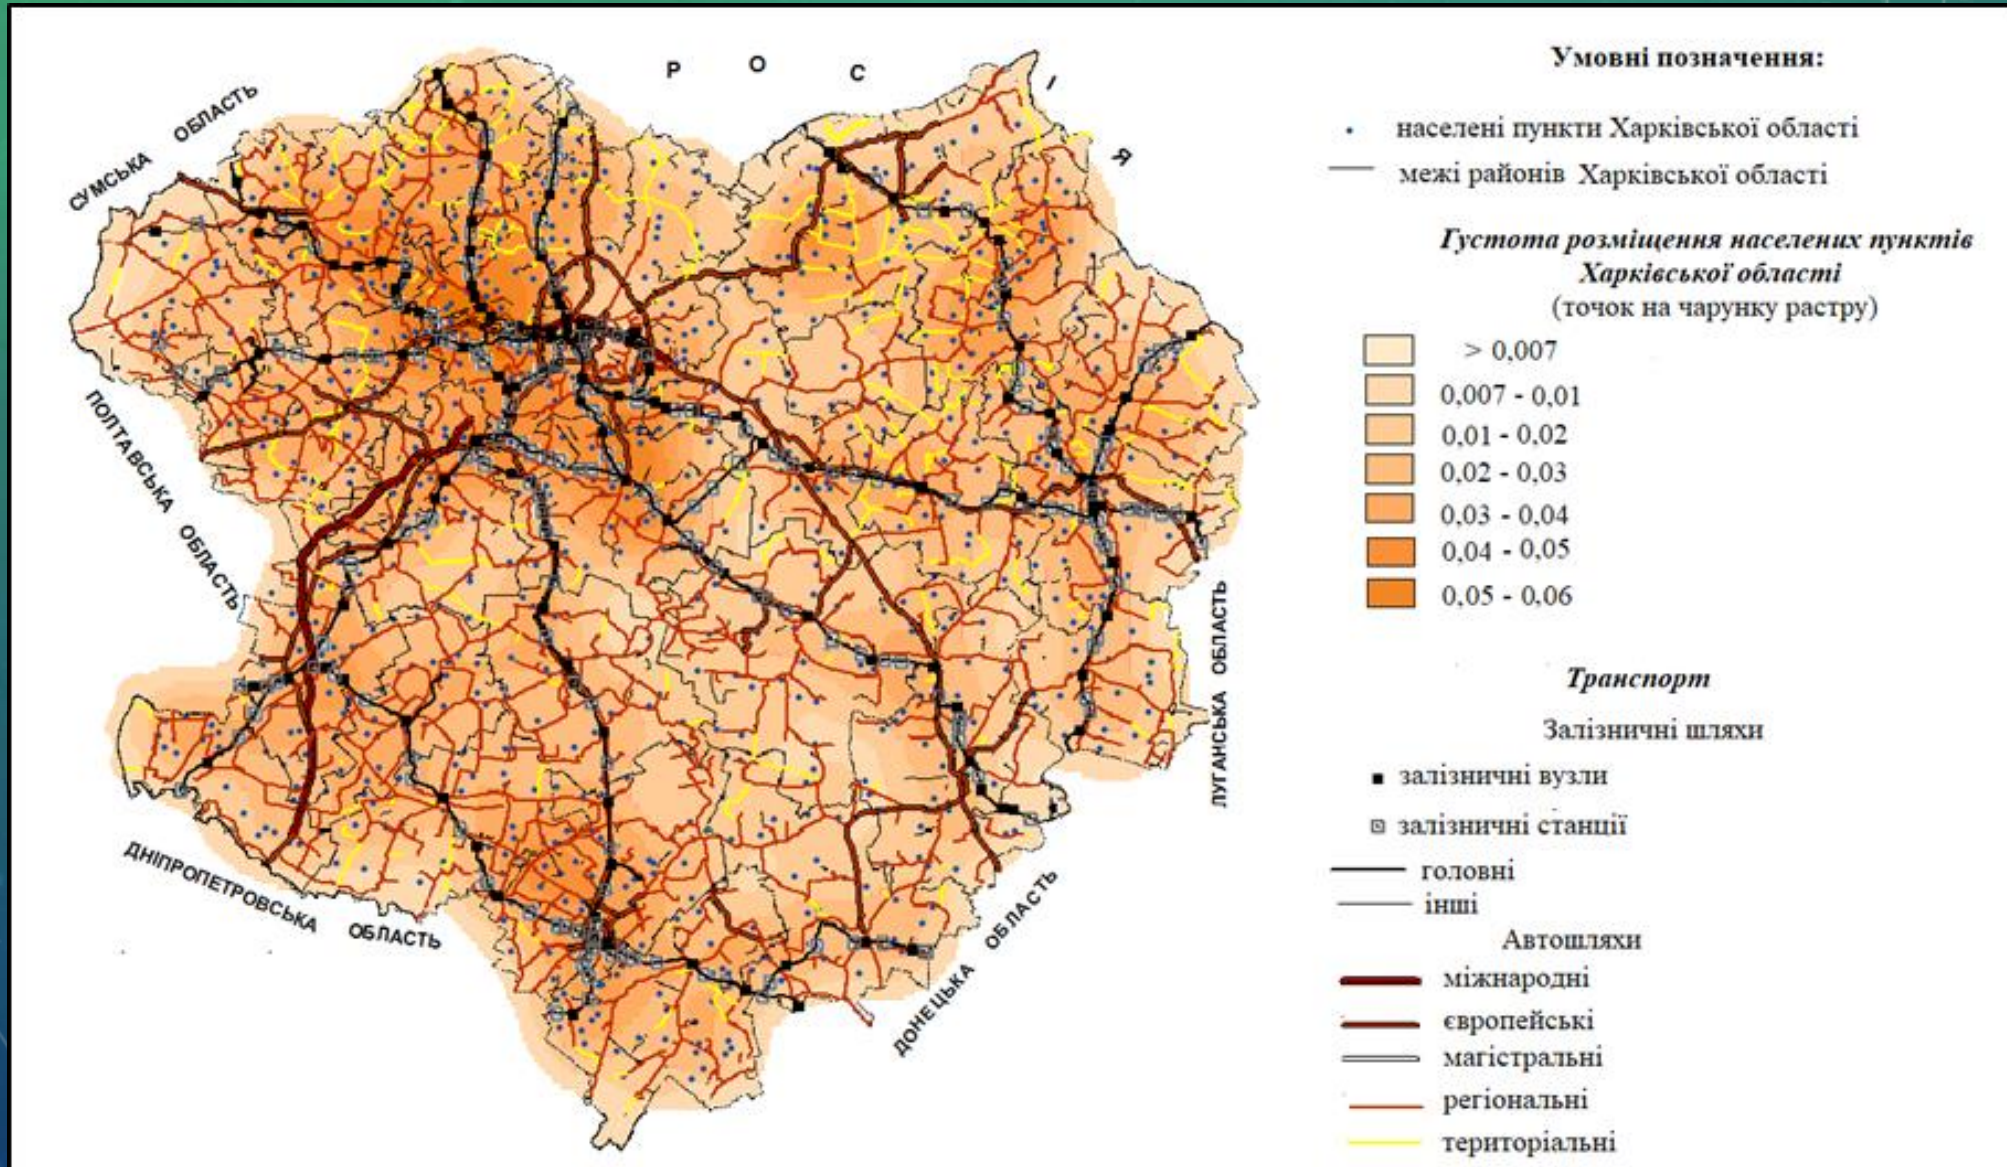 Р О С І Я
СУМСЬКА ОБЛАСТЬ
ПОЛТАВСЬКА ОБЛАСТЬ
ДНІПРОПЕТРОВСЬКА ОБЛАСТЬ
ДОНЕЦЬКА ОБЛАСТЬ
ЛУГАНСЬКА ОБЛАСТЬ
Умовні позначення:
населені пункти Харківської області
межі районів Харківської області
Густота розміщення населених пунктів
Харківської області
(точок на чарунку растру)
> 0,007
0,007 - 0,01
0,01 - 0,02
0,02 - 0,03
0,03 - 0,04
0,04 - 0,05
0,05 - 0,06
Транспорт
Залізничні шляхи
залізничні вузли
залізничні станції
головні
інші
Автошляхи
міжнародні
європейські
магістральні
регіональні
територіальні